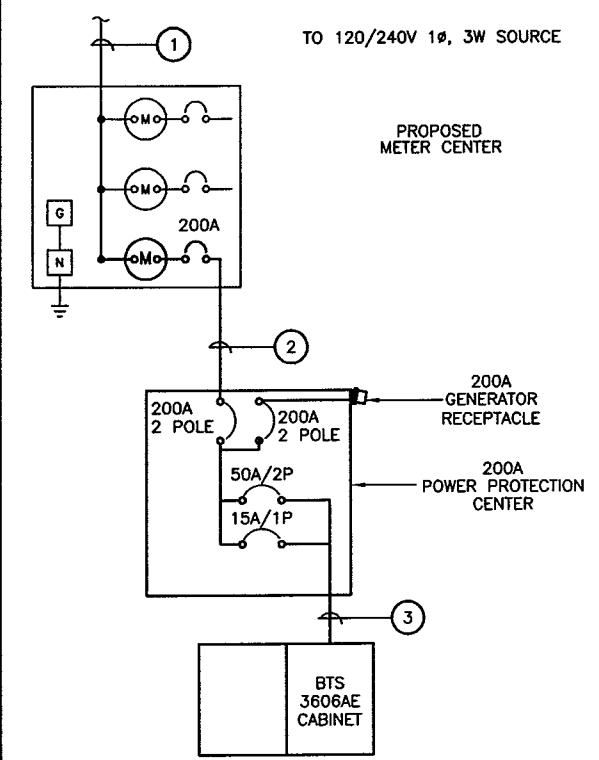 1
TO 120/240V 1ø, 3W SOURCE
M
PROPOSED
METER CENTER
M
G
200A
N
M
2
200A
2 POLE
200A
2 POLE
200A
GENERATOR
RECEPTACLE
50A/2P
200A
POWER PROTECTION
CENTER
15A/1P
3
BTS
3606AE
CABINET